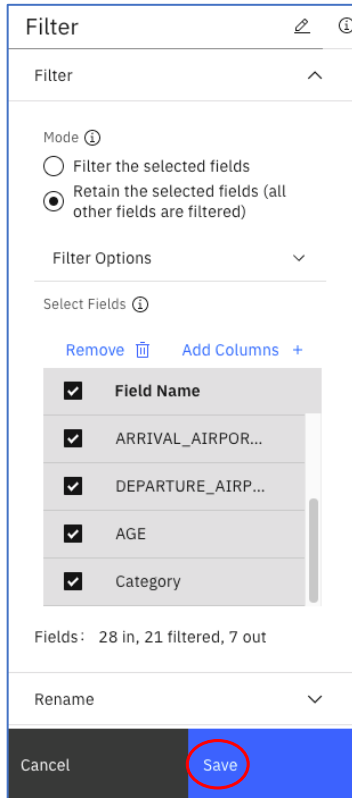 Filter
Filter
Mode
Filter the selected fields
Retain the selected fields (all
other fields are filtered)
Filter Options
Select Fields
Remove Add Columns +
Field Name
ARRIVAL_AIRPOR...
DEPARTURE_AIRP...
AGE
Category
Fields: 28 in, 21 filtered, 7 out
Rename
Cancel Save